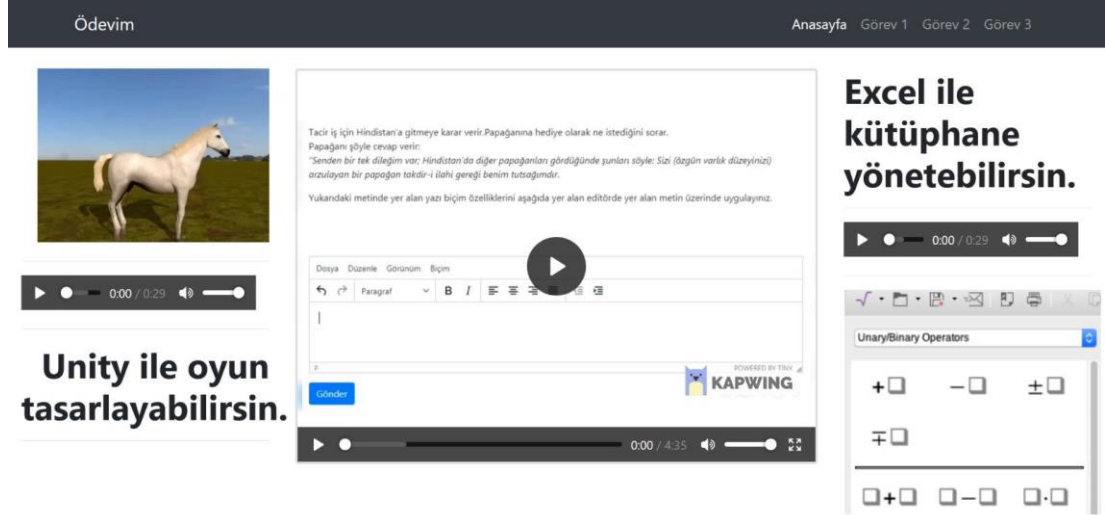 Ödevim
Anasayfa Görev 1 Görev 2 Görev 3
0:00 / 0:29
Unity ile oyun
tasarlayabilirsin.
Tacir iş için Hindistan'a gitmeye karar verir.Papağanına hediye olarak ne istediğini sorar.
Papağanı şöyle cevap verir:
"Senden bir tek dileğim var; Hindistan'da diğer papağanları gördüğünde şunları söyle: Sizi (özgün varlık düzeyinizi)
arzulayan bir papağan takdir-i ilahi gereği benim tutsağımdır.
Yukarıdaki metinde yer alan yazı biçim özelliklerini aşağıda yer alan editörde yer alan metin üzerinde uygulayınız.
Dosya Düzenle Görünüm Biçim
Paragraf B I
P
POWERED BY TINY
KAPWING
Gönder
0:00 / 4:35
Excel ile
kütüphane
yönetebilirsin.
0:00 / 0:29
Unary/Binary Operators
+□ −□ ±□
∓□
□+□ □−□ □·□